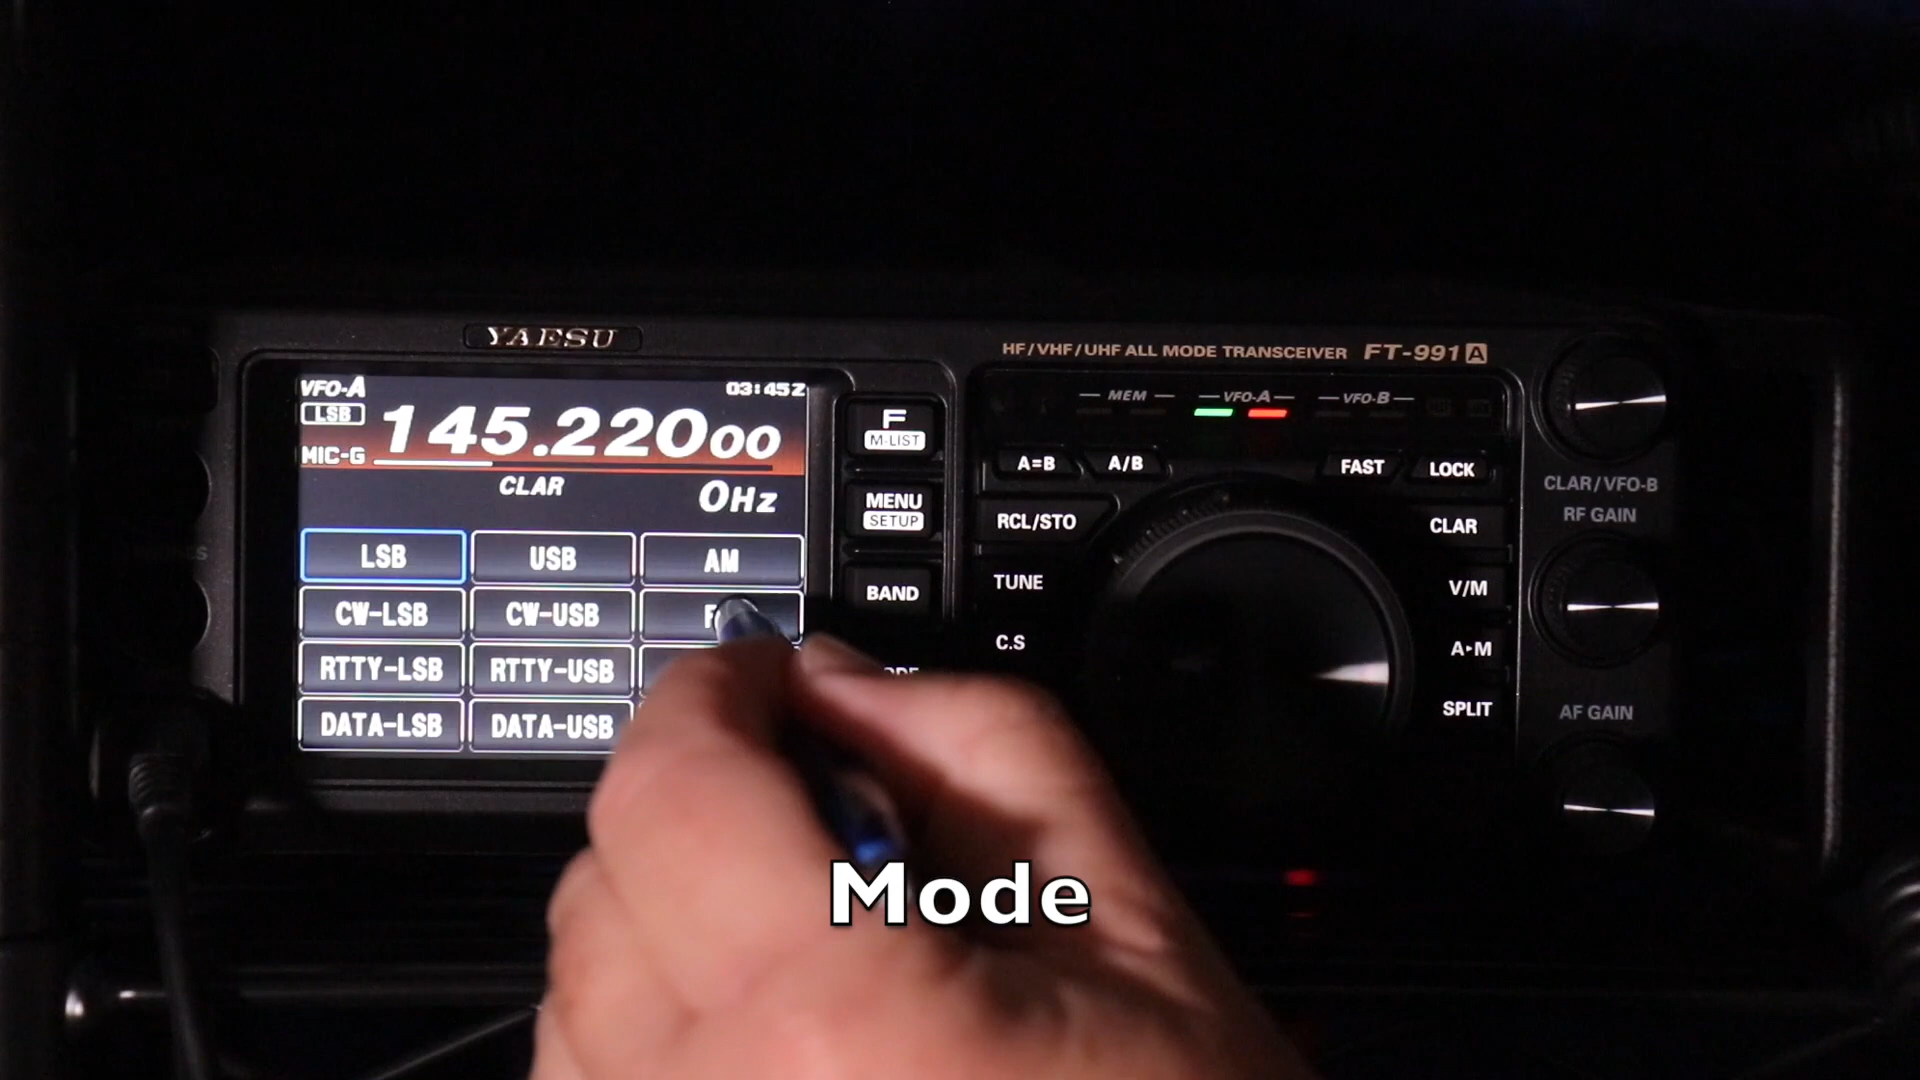 YAESU
HF/VHF/UHF ALL MODE TRANSCEIVER FT-991A
VFO-A 03:45Z
LSB 145.22000
MIC-G
CLAR 0Hz
LSB USB AM
CW-LSB CW-USB
RTTY-LSB RTTY-USB
DATA-LSB DATA-USB
F
M-LIST
MENU
SETUP
BAND
MEM VFO-A VFO-B
A=B A/B FAST LOCK
RCL/STO CLAR
TUNE V/M
C.S A▸M
SPLIT
CLAR/VFO-B
RF GAIN
AF GAIN
Mode